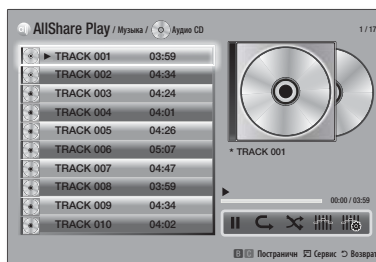 AllShare Play / Музыка / Аудио CD 1 / 17
► TRACK 001 03:59
TRACK 002 04:34
TRACK 003 04:24
TRACK 004 04:01
TRACK 005 04:26
TRACK 006 05:07
TRACK 007 04:47
TRACK 008 03:59
TRACK 009 04:34
TRACK 010 04:02
* TRACK 001
00:00 / 03:59
Постраничн Сервис Возврат